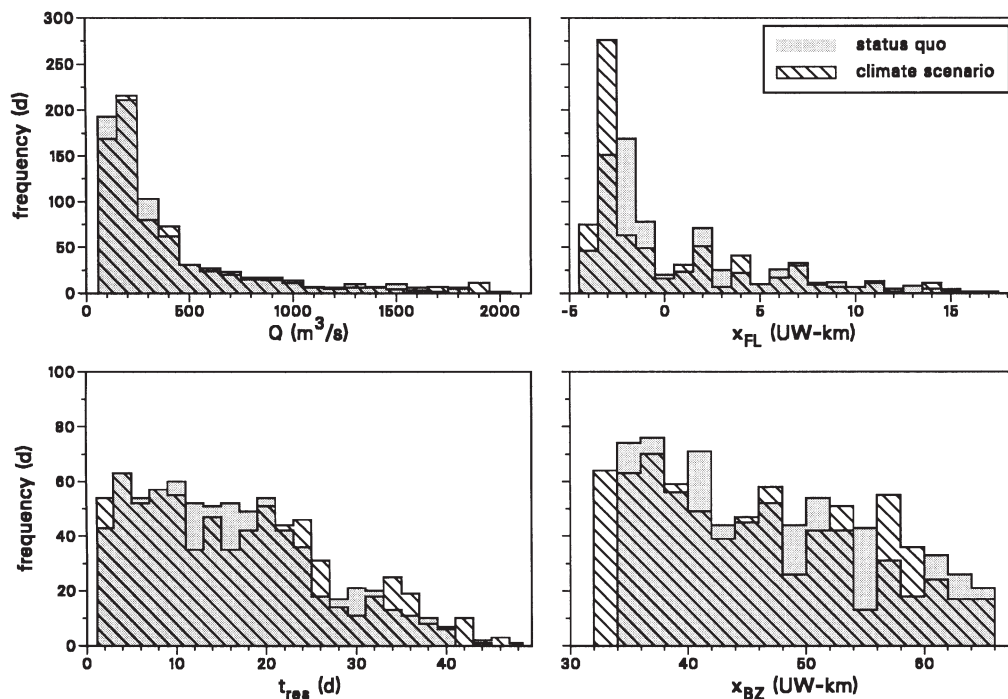 300
250
200
150
100
50
0
frequency (d)
0 500 1000 1500 2000
Q (m³/s)
status quo
climate scenario
-5 0 5 10 15
x_FL (UW-km)
100
80
60
40
20
0
frequency (d)
0 10 20 30 40
t_res (d)
30 40 50 60
x_BZ (UW-km)